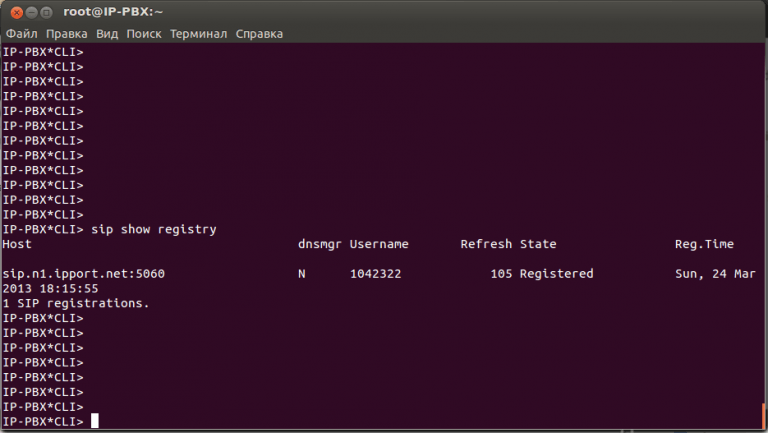 root@IP-PBX:~
Файл Правка Вид Поиск Терминал Справка
IP-PBX*CLI>
IP-PBX*CLI>
IP-PBX*CLI>
IP-PBX*CLI>
IP-PBX*CLI>
IP-PBX*CLI>
IP-PBX*CLI>
IP-PBX*CLI>
IP-PBX*CLI>
IP-PBX*CLI>
IP-PBX*CLI>
IP-PBX*CLI>
IP-PBX*CLI> sip show registry
Host dnsmgr Username Refresh State Reg.Time
sip.n1.ipport.net:5060 N 1042322 105 Registered Sun, 24 Mar
2013 18:15:55
1 SIP registrations.
IP-PBX*CLI>
IP-PBX*CLI>
IP-PBX*CLI>
IP-PBX*CLI>
IP-PBX*CLI>
IP-PBX*CLI>
IP-PBX*CLI>
IP-PBX*CLI>